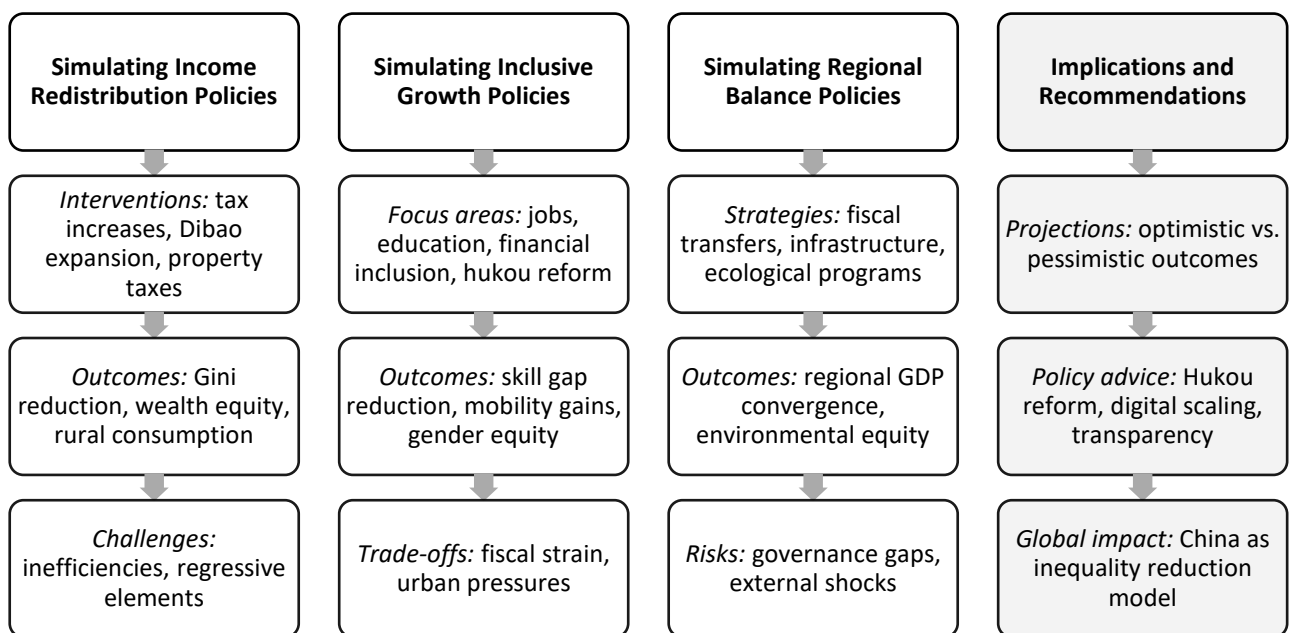 Simulating Income
Redistribution Policies
Interventions: tax
increases, Dibao
expansion, property
taxes
Outcomes: Gini
reduction, wealth equity,
rural consumption
Challenges:
inefficiencies, regressive
elements
Simulating Inclusive
Growth Policies
Focus areas: jobs,
education, financial
inclusion, hukou reform
Outcomes: skill gap
reduction, mobility gains,
gender equity
Trade-offs: fiscal strain,
urban pressures
Simulating Regional
Balance Policies
Strategies: fiscal
transfers, infrastructure,
ecological programs
Outcomes: regional GDP
convergence,
environmental equity
Risks: governance gaps,
external shocks
Implications and
Recommendations
Projections: optimistic vs.
pessimistic outcomes
Policy advice: Hukou
reform, digital scaling,
transparency
Global impact: China as
inequality reduction
model